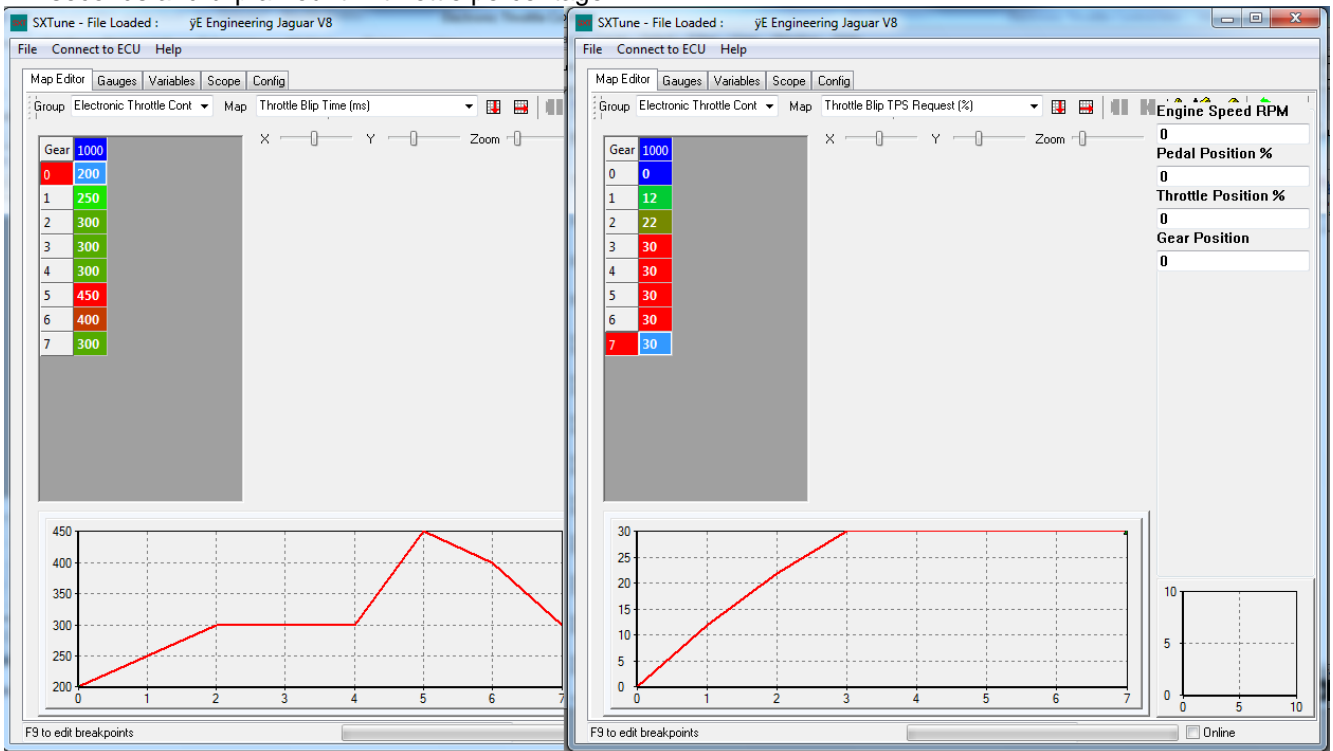 SXTune - File Loaded : ÿE Engineering Jaguar V8
File Connect to ECU Help
Map Editor Gauges Variables Scope Config
Group Electronic Throttle Cont Map Throttle Blip Time (ms)
X Y Zoom
Gear 1000
0 200
1 250
2 300
3 300
4 300
5 450
6 400
7 300
450
400
350
300
250
200
0 1 2 3 4 5 6 7
F9 to edit breakpoints
SXTune - File Loaded : ÿE Engineering Jaguar V8
File Connect to ECU Help
Map Editor Gauges Variables Scope Config
Group Electronic Throttle Cont Map Throttle Blip TPS Request (%)
X Y Zoom
Gear 1000
0 0
1 12
2 22
3 30
4 30
5 30
6 30
7 30
30
25
20
15
10
5
0
0 1 2 3 4 5 6 7
Engine Speed RPM
0
Pedal Position %
0
Throttle Position %
0
Gear Position
0
10
5
0
0 5 10
F9 to edit breakpoints
Online